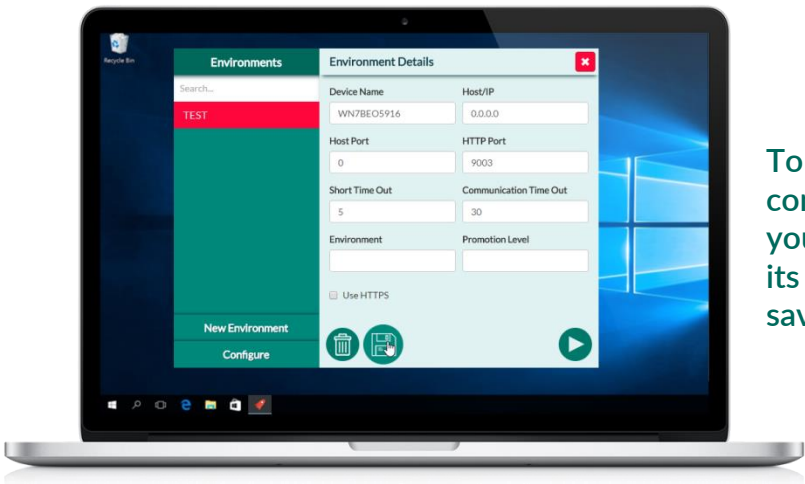 Recycle Bin
Environments
Search...
TEST
New Environment
Configure
Environment Details
Device Name
Host/IP
WN7BEO5916
0.0.0.0
Host Port
HTTP Port
0
9003
Short Time Out
Communication Time Out
5
30
Environment
Promotion Level
Use HTTPS
To
you
its